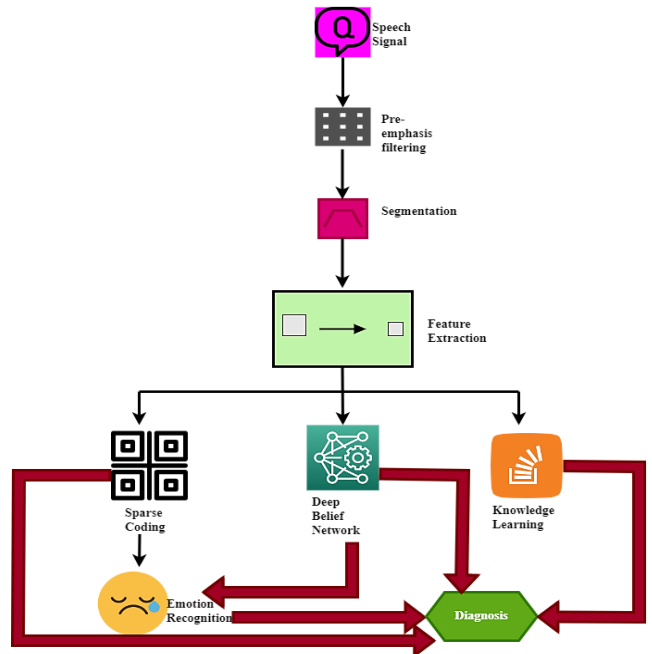 Speech
Signal
Pre-
emphasis
filtering
Segmentation
Feature
Extraction
Sparse
Coding
Deep
Belief
Network
Knowledge
Learning
Emotion
Recognition
Diagnosis